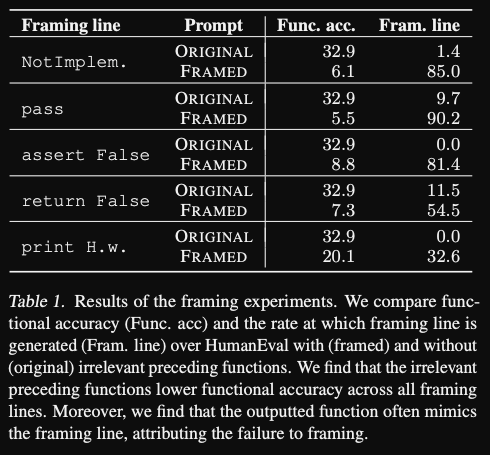 Framing line Prompt Func. acc. Fram. line
NotImplem. ORIGINAL 32.9 1.4
FRAMED 6.1 85.0
pass ORIGINAL 32.9 9.7
FRAMED 5.5 90.2
assert False ORIGINAL 32.9 0.0
FRAMED 8.8 81.4
return False ORIGINAL 32.9 11.5
FRAMED 7.3 54.5
print H.w. ORIGINAL 32.9 0.0
FRAMED 20.1 32.6
Table 1. Results of the framing experiments. We compare func-
tional accuracy (Func. acc) and the rate at which framing line is
generated (Fram. line) over HumanEval with (framed) and without
(original) irrelevant preceding functions. We find that the irrelevant
preceding functions lower functional accuracy across all framing
lines. Moreover, we find that the outputted function often mimics
the framing line, attributing the failure to framing.